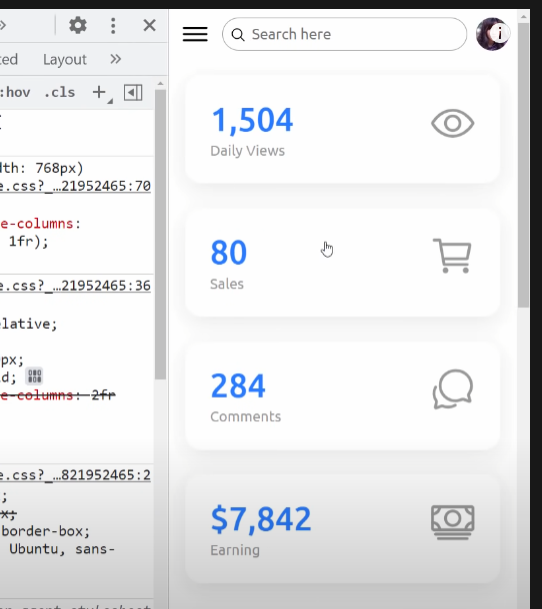 »
ted Layout »
:hov .cls +
Search here
i
dth: 768px)
e.css?_…21952465:70
e-columns:
1fr);
e.css?_…21952465:36
lative;
px;
d;
e-columns: 2fr
e.css?_…821952465:2
;
x;
border-box;
Ubuntu, sans-
1,504
Daily Views
80
Sales
284
Comments
$7,842
Earning